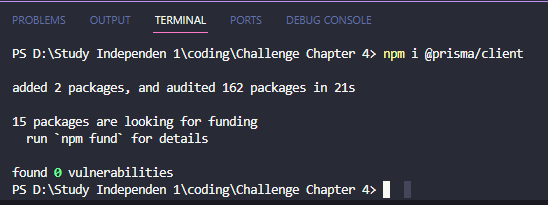 PROBLEMS OUTPUT TERMINAL PORTS DEBUG CONSOLE
PS D:\Study Independen 1\coding\Challenge Chapter 4> npm i @prisma/client
added 2 packages, and audited 162 packages in 21s
15 packages are looking for funding
run `npm fund` for details
found 0 vulnerabilities
PS D:\Study Independen 1\coding\Challenge Chapter 4>